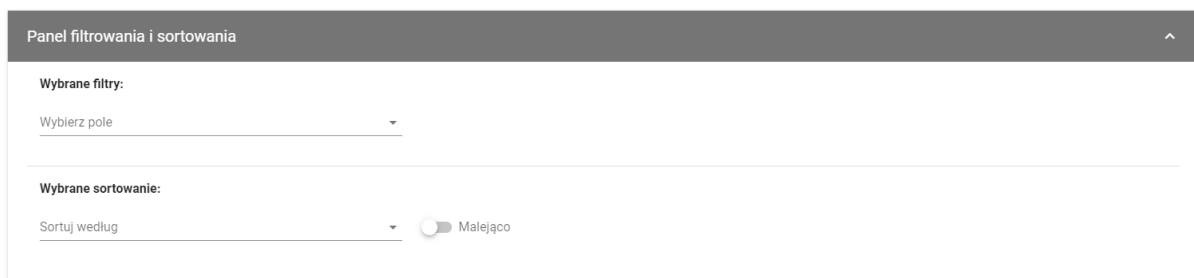 Panel filtrowania i sortowania
Wybrane filtry:
Wybierz pole
Wybrane sortowanie:
Sortuj według
Malejąco